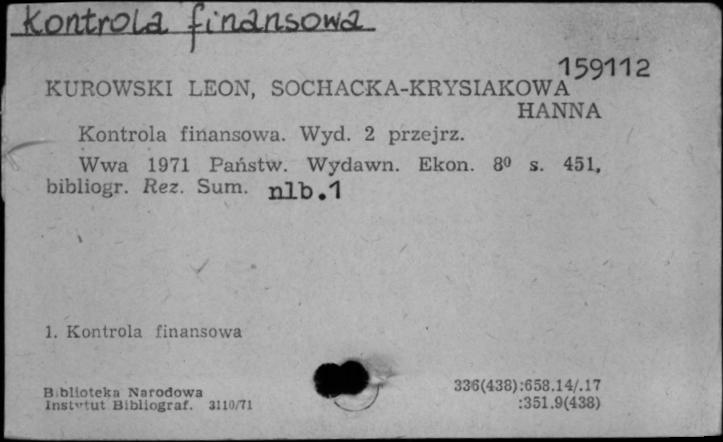 Kontrola finansowa
159112
KUROWSKI LEON, SOCHACKA-KRYSIAKOWA
HANNA
Kontrola finansowa. Wyd. 2 przejrz.
Wwa 1971 Państw. Wydawn. Ekon. 8⁰ s. 451,
bibliogr. Rez. Sum. nlb.1
1. Kontrola finansowa
Biblioteka Narodowa
Instytut Bibliograf. 3110/71
336(438):658.14/.17
:351.9(438)